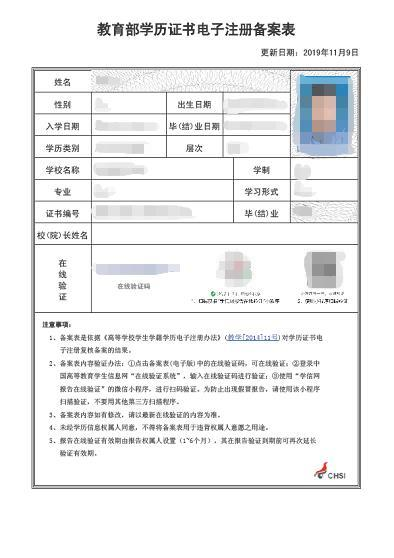 教育部学历证书电子注册备案表
更新日期：2019年11月9日
姓名
性别 出生日期
入学日期 毕(结)业日期
学历类别 层次
学校名称 学制
专业 学习形式
证书编号 毕(结)业
校(院)长姓名
在线验证
在线验证码
注意事项：
1、备案表是依据《高等学校学生学籍学历电子注册办法》(教学[2014]11号)对学历证书电
子注册复核备案的结果。
2、备案表内容验证办法：①点击备案表(电子版)中的在线验证码，可在线验证；②登录中
国高等教育学生信息网“在线验证系统”，输入在线验证码进行验证；③使用“学信网
报告在线验证”的微信小程序，进行扫码验证。为防止出现假冒报告，请使用该小程序
扫描验证，不要用其他第三方扫描程序。
3、备案表内容如有修改，请以最新在线验证的内容为准。
4、未经学历信息权属人同意，不得将备案表用于违背权属人意愿之用途。
5、报告在线验证有效期由报告权属人设置(1~6个月)，其在报告验证到期前可再次延长
验证有效期。
CHSI